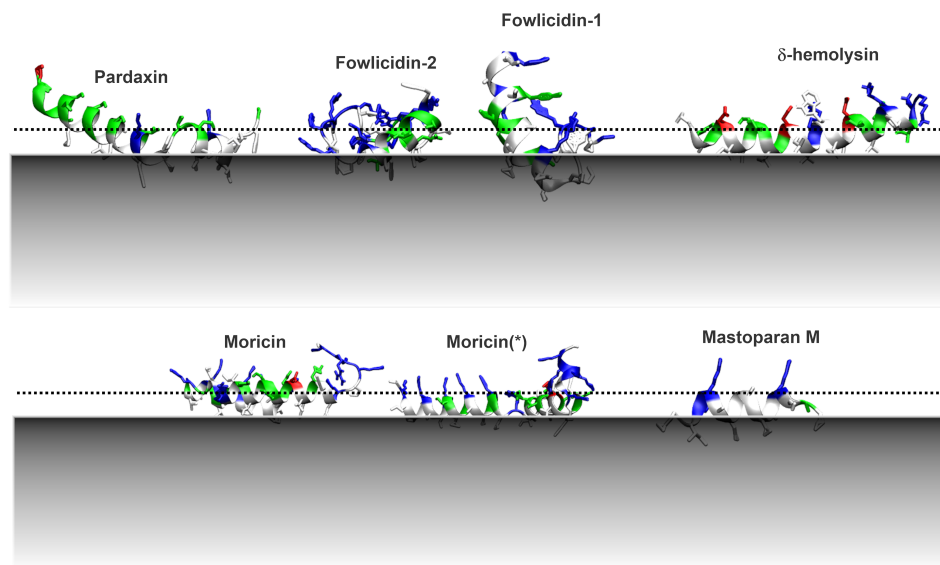 Fowlicidin-1
Pardaxin
Fowlicidin-2
δ-hemolysin
Moricin
Moricin(*)
Mastoparan M